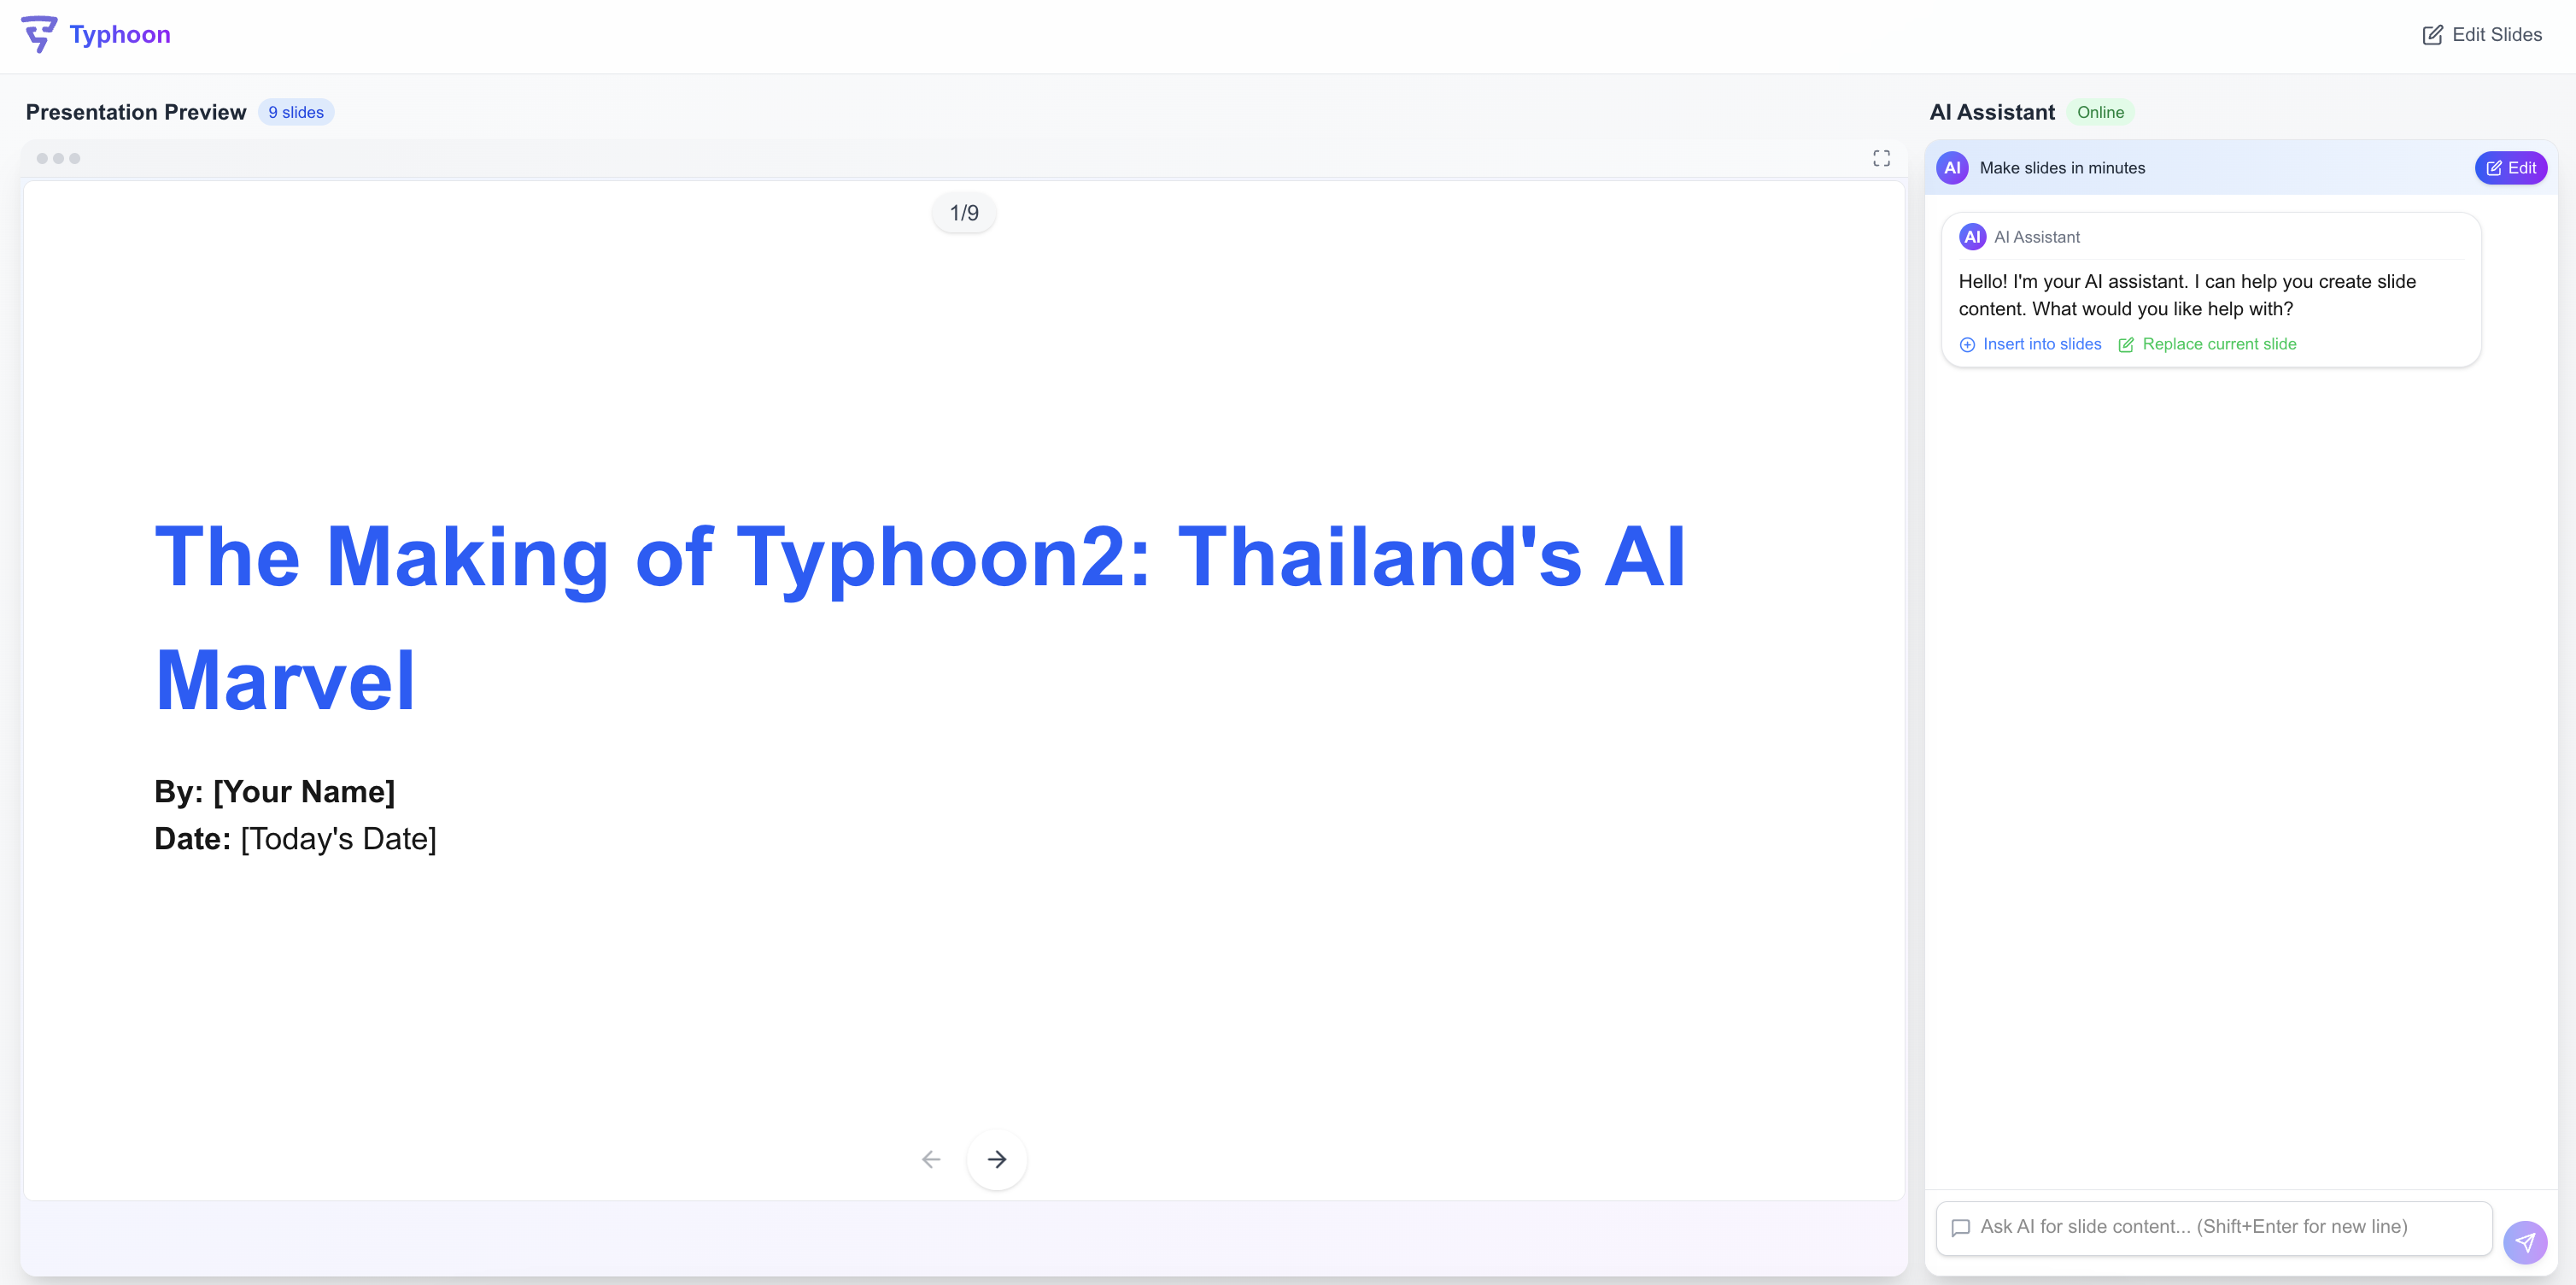 Typhoon
Edit Slides
Presentation Preview
9 slides
1/9
The Making of Typhoon2: Thailand's AI
Marvel
By: [Your Name]
Date: [Today's Date]
AI Assistant
Online
AI
Make slides in minutes
Edit
AI
AI Assistant
Hello! I'm your AI assistant. I can help you create slide
content. What would you like help with?
Insert into slides
Replace current slide
Ask AI for slide content... (Shift+Enter for new line)